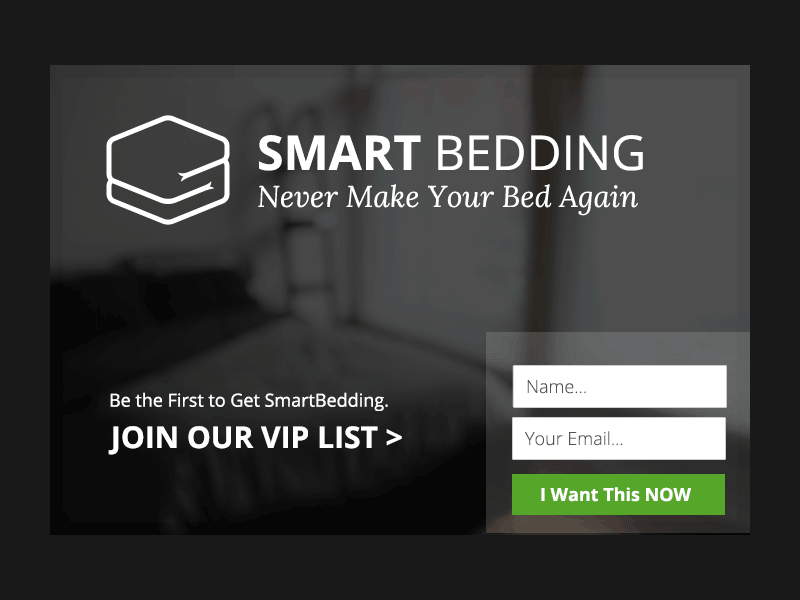 SMART BEDDING
Never Make Your Bed Again
Be the First to Get SmartBedding.
JOIN OUR VIP LIST >
Name...
Your Email...
I Want This NOW